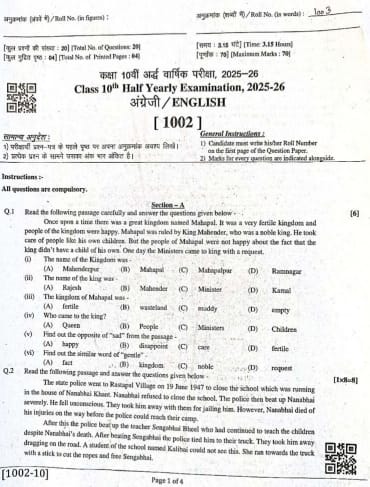 अनुक्रमांक (अंकों में)/Roll No (in figures) :
अनुक्रमांक (शब्दों में)/Roll No. (in words) : 1003
[कुल प्रश्नों की संख्या : 20] [Total No. of Questions: 20]
[समय : 3.15 घंटे] [Time: 3.15 Hours]
[कुल मुद्रित पृष्ठ : 04] [Total No. of Printed Pages : 04]
[पूर्णांक : 70] [Maximum Marks : 70]
कक्षा 10वीं अर्द्ध वार्षिक परीक्षा, 2025-26
Class 10th Half Yearly Examination, 2025-26
अंग्रेजी/ENGLISH
[ 1002 ]
सामान्य अनुदेश :
1) परीक्षार्थी प्रश्न-पत्र के पहले पृष्ठ पर अपना अनुक्रमांक अवश्य लिखें।
2) प्रत्येक प्रश्न के सामने उसका अंक भार अंकित है।
General Instructions :
1) Candidate must write his/her Roll Number
on the first page of the Question Paper.
2) Marks for every question are indicated alongside.
Instructions :-
All questions are compulsory.
Section – A
Q.1 Read the following passage carefully and answer the questions given below - [6]
Once upon a time there was a great kingdom named Mahapal. It was a very fertile kingdom and
people of the kingdom were happy. Mahapal was ruled by King Mahender, who was a noble king. He took
care of people like his own children. But the people of Mahapal were not happy about the fact that the
king didn't have a child of his own. One day the Ministers came to king with a request.
(i) The name of the Kingdom was -
(A) Mahenderpur (B) Mahapal (C) Mahapalpur (D) Ramnagar
(ii) The name of the king was -
(A) Rajesh (B) Mahender (C) Minister (D) Kamal
(iii) The kingdom of Mahapal was -
(A) fertile (B) wasteland (C) muddy (D) empty
(iv) Who came to the king?
(A) Queen (B) People (C) Ministers (D) Children
(v) Find out the opposite of "sad" from the passage -
(A) happy (B) disappoint (C) care (D) fertile
(vi) Find out the similar word of "gentle" -
(A) fact (B) kingdom (C) noble (D) request
Q.2 Read the following passage and answer the questions given below - [1x8=8]
The state police went to Rastapal Village on 19 June 1947 to close the school which was running
in the house of Nanabhai Khant. Nanabhai refused to close the school. The police then beat up Nanabhai
severely. He fell unconscious. They took him away with them for jailing him. However, Nanabhai died of
his injuries on the way before the police could reach their camp.
After this the police beat up the teacher Sengabhai Bheel who had continued to teach the children
despite Nanabhai's death. After beating Sengabhai the police tied him to their truck. They took him away
dragging on the road. A student of the school named Kalibai could not see this. She ran towards the truck
with a stick to cut the ropes and free Sengabhai.
[1002-10]
Page 1 of 4